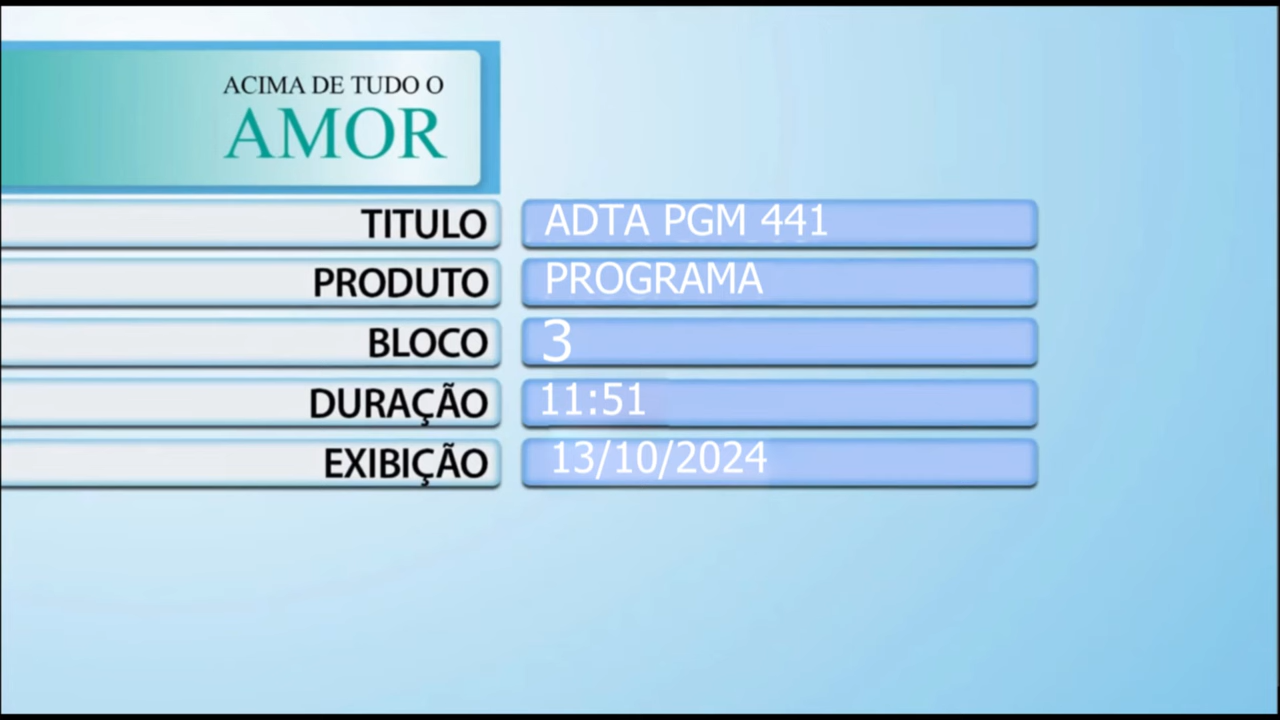 ACIMA DE TUDO O
AMOR
TITULO ADTA PGM 441
PRODUTO PROGRAMA
BLOCO 3
DURAÇÃO 11:51
EXIBIÇÃO 13/10/2024